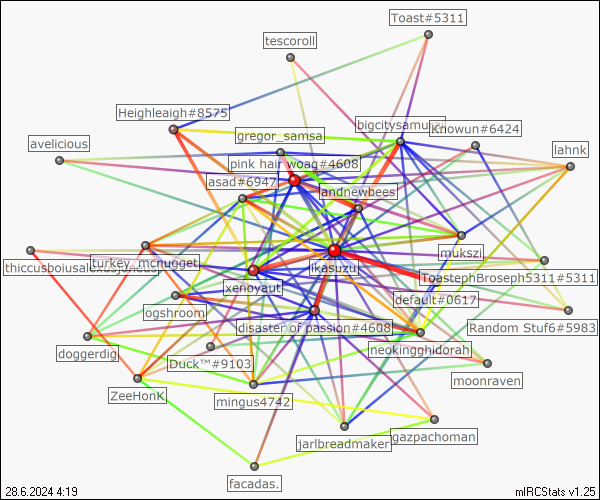 Toast#5311
tescoroll
Heighleaigh#8575
bigcitysamurai
Knowun#6424
gregor_samsa
avelicious
lahnk
pink hair woag#4608
asad#6947
andnewbees
mukszi
turkey_mcnugget
ikasuzu
ToastephBroseph5311#5311
xenoyaut
default#0617
ogshroom
disaster of passion#4608
Random Stuf6#5983
doggerdig
neokingghidorah
Duck™#9103
moonraven
ZeeHonK
mingus4742
jarlbreadmaker
gazpachoman
facadas.
28.6.2024 4:19
mIRCStats v1.25